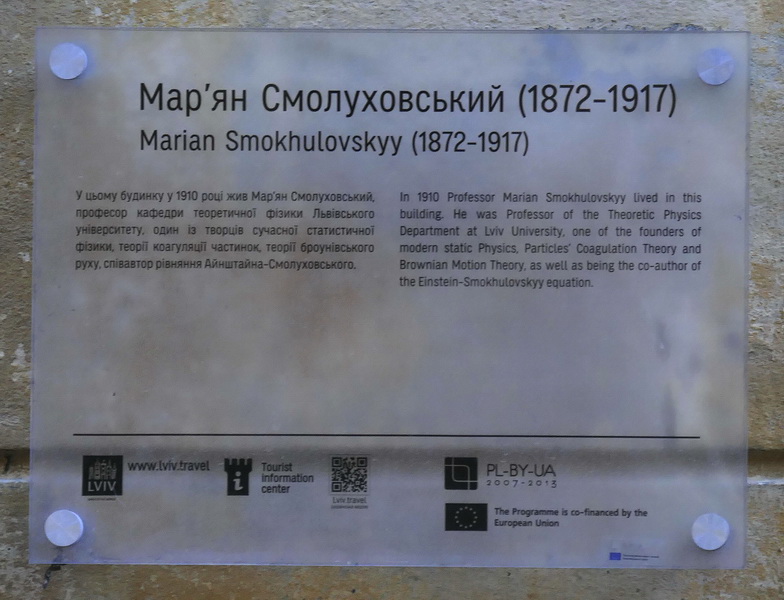 Мар'ян Смолуховський (1872-1917)
Marian Smokhulovskyy (1872-1917)
У цьому будинку у 1910 році жив Мар'ян Смолуховський,
професор кафедри теоретичної фізики Львівського
університету, один із творців сучасної статистичної
фізики, теорії коагуляції частинок, теорії броунівського
руху, співавтор рівняння Айнштайна-Смолуховського.
In 1910 Professor Marian Smokhulovskyy lived in this
building. He was Professor of the Theoretic Physics
Department at Lviv University, one of the founders of
modern static Physics, Particles' Coagulation Theory and
Brownian Motion Theory, as well as being the co-author of
the Einstein-Smokhulovskyy equation.
LVIV
www.lviv.travel
i
Tourist
information
center
lviv.travel
PL-BY-UA
2007-2013
The Programme is co-financed by the
European Union